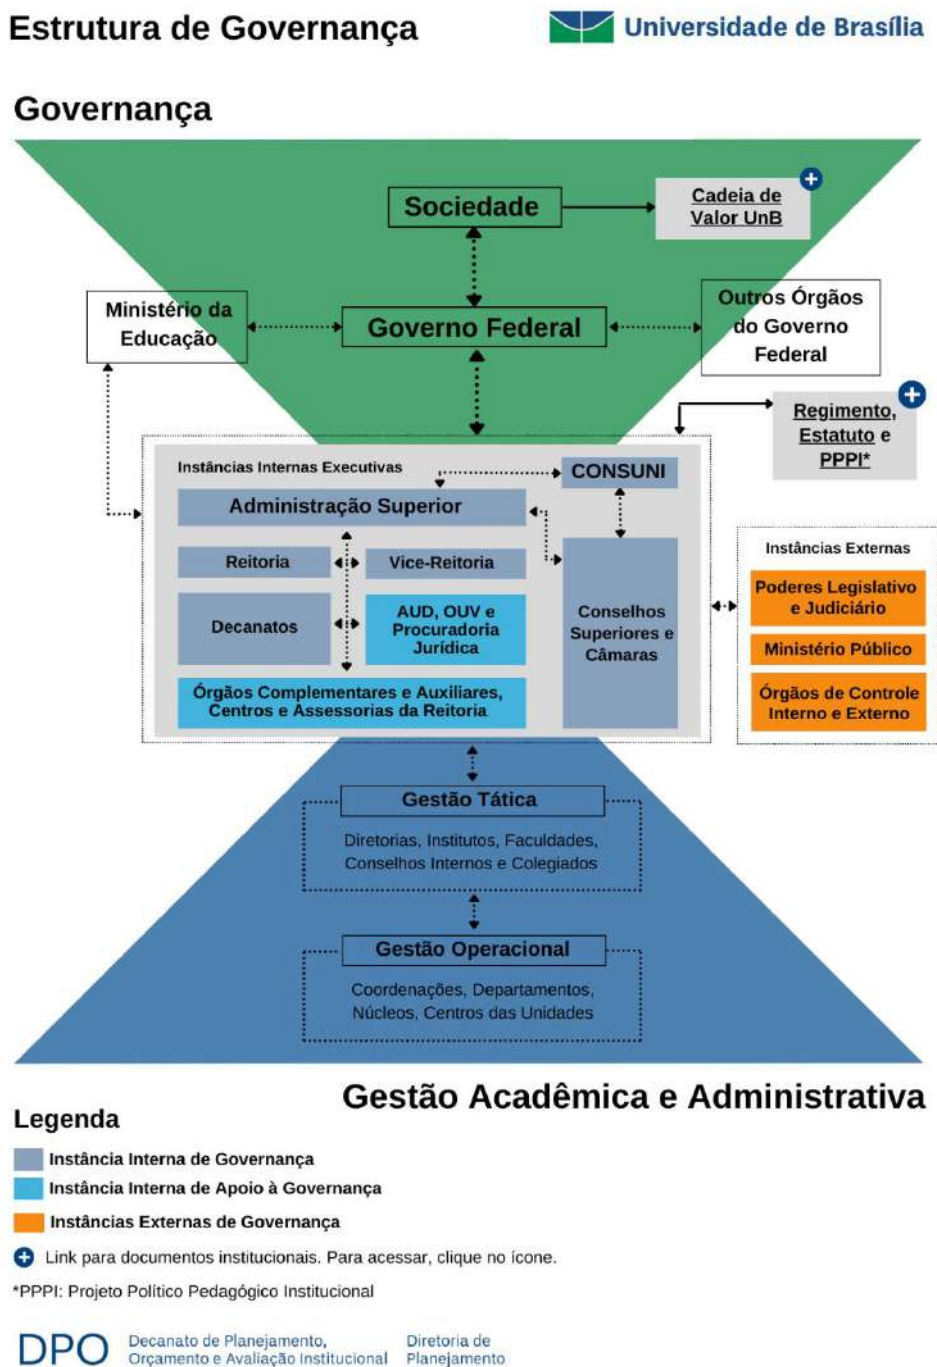 Estrutura de Governança
Universidade de Brasília
Governança
Sociedade
Cadeia de
Valor UnB
Ministério da
Educação
Governo Federal
Outros Órgãos
do Governo
Federal
Regimento,
Estatuto e
PPPI*
Instâncias Internas Executivas
CONSUNI
Administração Superior
Reitoria
Vice-Reitoria
Decanatos
AUD, OUV e
Procuradoria
Jurídica
Conselhos
Superiores e
Câmaras
Órgãos Complementares e Auxiliares,
Centros e Assessorias da Reitoria
Instâncias Externas
Poderes Legislativo
e Judiciário
Ministério Público
Órgãos de Controle
Interno e Externo
Gestão Tática
Diretorias, Institutos, Faculdades,
Conselhos Internos e Colegiados
Gestão Operacional
Coordenações, Departamentos,
Núcleos, Centros das Unidades
Gestão Acadêmica e Administrativa
Legenda
Instância Interna de Governança
Instância Interna de Apoio à Governança
Instâncias Externas de Governança
Link para documentos institucionais. Para acessar, clique no ícone.
*PPPI: Projeto Político Pedagógico Institucional
DPO
Decanato de Planejamento,
Orçamento e Avaliação Institucional
Diretoria de
Planejamento